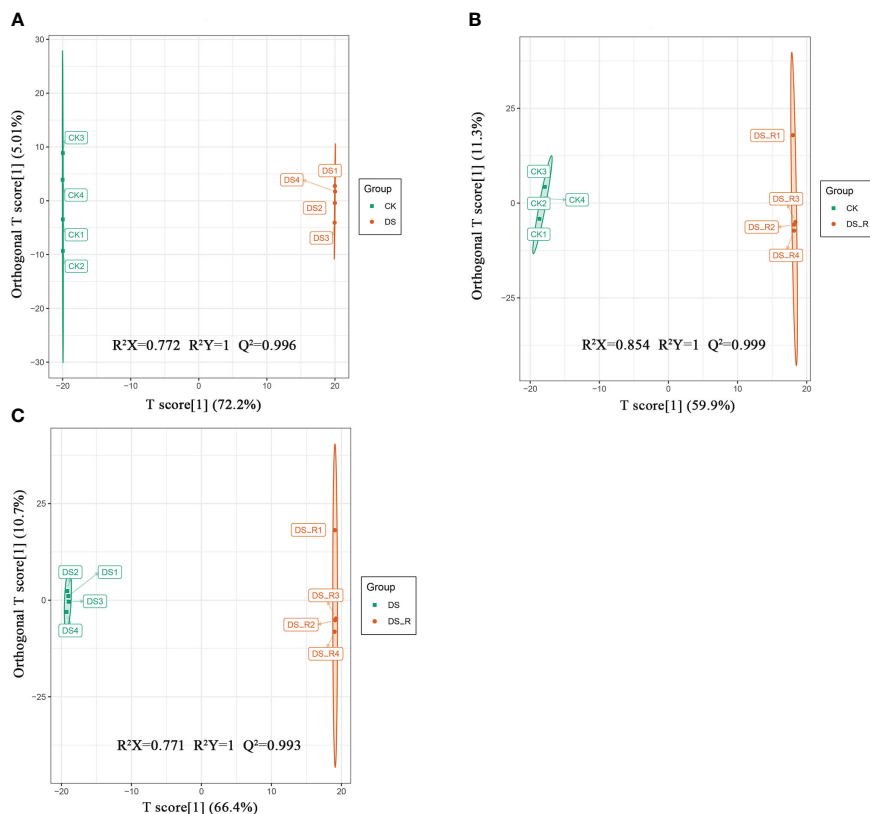 A
Orthogonal T score[1] (5.01%)
30
20
10
0
−10
−20
−30
CK3
CK4
CK1
CK2
DS1
DS4
DS2
DS3
Group
CK
DS
R²X=0.772 R²Y=1 Q²=0.996
−20
−10
0
10
20
T score[1] (72.2%)
B
Orthogonal T score[1] (11.3%)
25
0
−25
CK3
CK2
CK4
CK1
DS_R1
DS_R3
DS_R2
DS_R4
Group
CK
DS_R
R²X=0.854 R²Y=1 Q²=0.999
−20
−10
0
10
20
T score[1] (59.9%)
C
Orthogonal T score[1] (10.7%)
25
0
−25
DS2
DS1
DS3
DS4
DS_R1
DS_R3
DS_R2
DS_R4
Group
DS
DS_R
R²X=0.771 R²Y=1 Q²=0.993
−20
−10
0
10
20
T score[1] (66.4%)